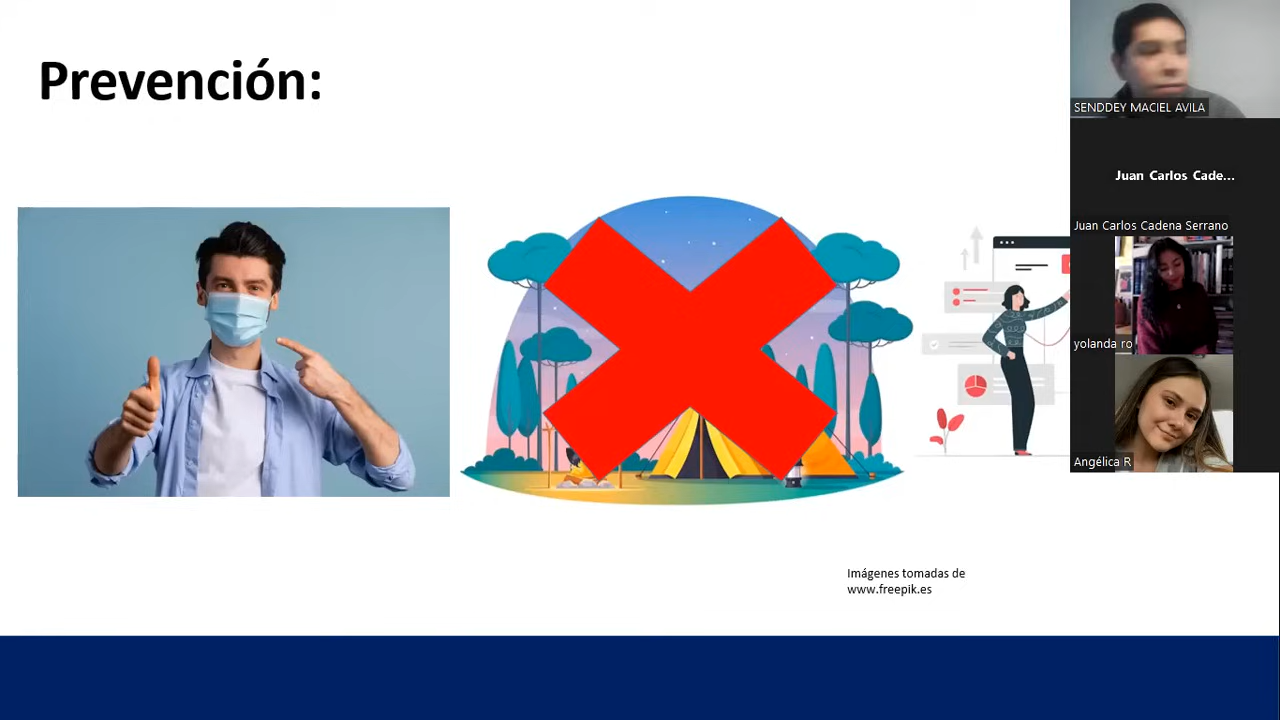 Prevención:
SENDDEY MACIEL AVILA
Juan Carlos Cade...
Juan Carlos Cadena Serrano
yolanda ro
Angélica R
Imágenes tomadas de
www.freepik.es